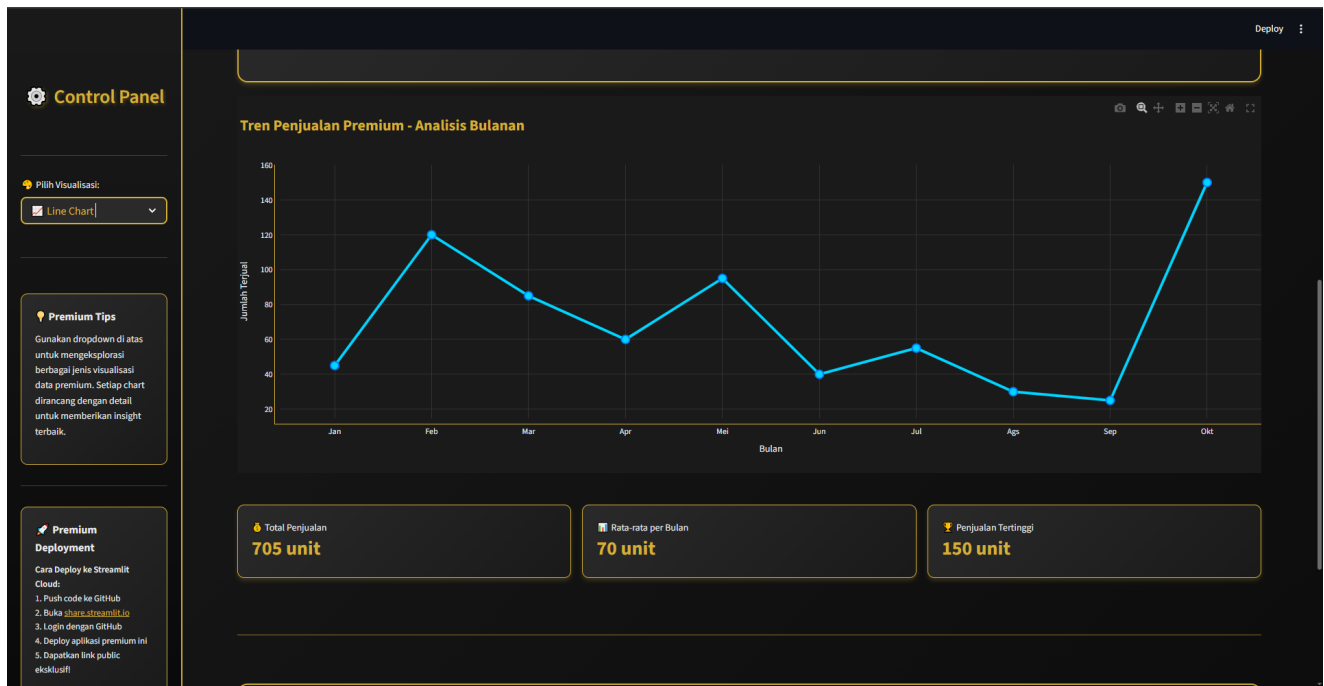 Deploy
Control Panel
Pilih Visualisasi:
Line Chart
Premium Tips
Gunakan dropdown di atas
untuk mengeksplorasi
berbagai jenis visualisasi
data premium. Setiap chart
dirancang dengan detail
untuk memberikan insight
terbaik.
Premium
Deployment
Cara Deploy ke Streamlit
Cloud:
1. Push code ke GitHub
2. Buka share.streamlit.io
3. Login dengan GitHub
4. Deploy aplikasi premium ini
5. Dapatkan link public
eksklusif!
Tren Penjualan Premium - Analisis Bulanan
Jumlah Terjual
160
140
120
100
80
60
40
20
Jan Feb Mar Apr Mei Jun Jul Ags Sep Okt
Bulan
Total Penjualan
705 unit
Rata-rata per Bulan
70 unit
Penjualan Tertinggi
150 unit